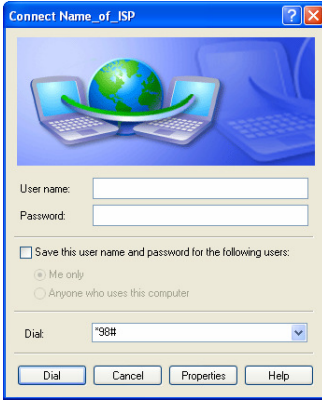 Connect Name_of_ISP
User name:
Password:
Save this user name and password for the following users:
Me only
Anyone who uses this computer
Dial: *98#
Dial Cancel Properties Help